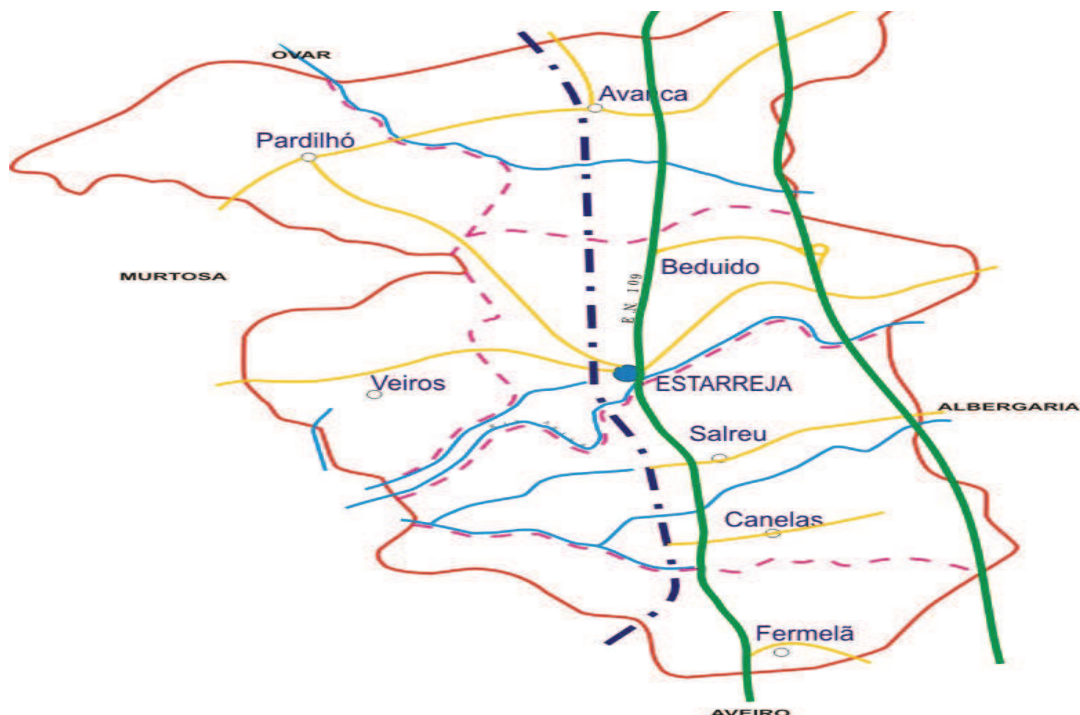 OVAR
Avanca
Pardilhó
MURTOSA
Beduido
E.N. 109
Veiros
ESTARREJA
ALBERGARIA
Salreu
Canelas
Fermelã
AVEIRO